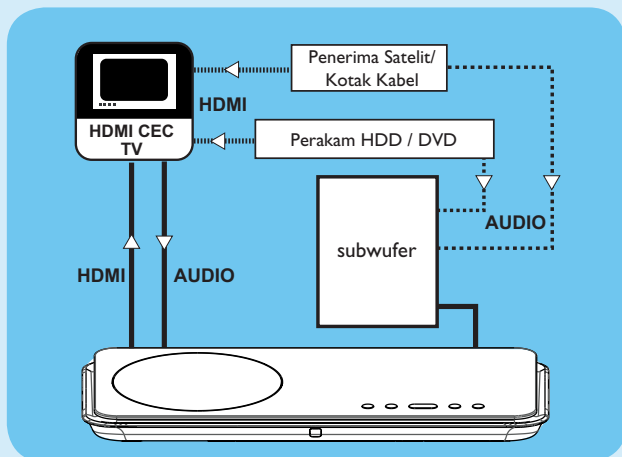 Penerima Satelit/
Kotak Kabel
HDMI
HDMI CEC
TV
Perakam HDD / DVD
AUDIO
subwufer
HDMI
AUDIO